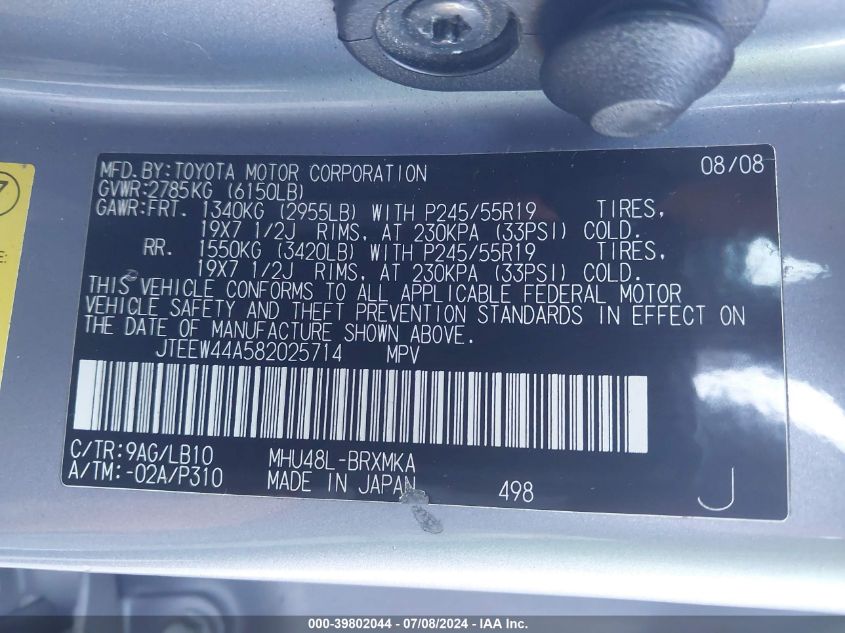 MFD.BY:TOYOTA MOTOR CORPORATION 08/08
GVWR:2785KG (6150LB)
GAWR:FRT. 1340KG (2955LB) WITH P245/55R19 TIRES,
19X7 1/2J RIMS, AT 230KPA (33PSI) COLD.
RR. 1550KG (3420LB) WITH P245/55R19 TIRES,
19X7 1/2J RIMS, AT 230KPA (33PSI) COLD.
THIS VEHICLE CONFORMS TO ALL APPLICABLE FEDERAL MOTOR
VEHICLE SAFETY AND THEFT PREVENTION STANDARDS IN EFFECT ON
THE DATE OF MANUFACTURE SHOWN ABOVE.
JTEEW44A582025714 MPV
C/TR:9AG/LB10 MHU48L-BRXMKA
A/TM:-02A/P310 MADE IN JAPAN 498 J
000-39802044 - 07/08/2024 - IAA Inc.